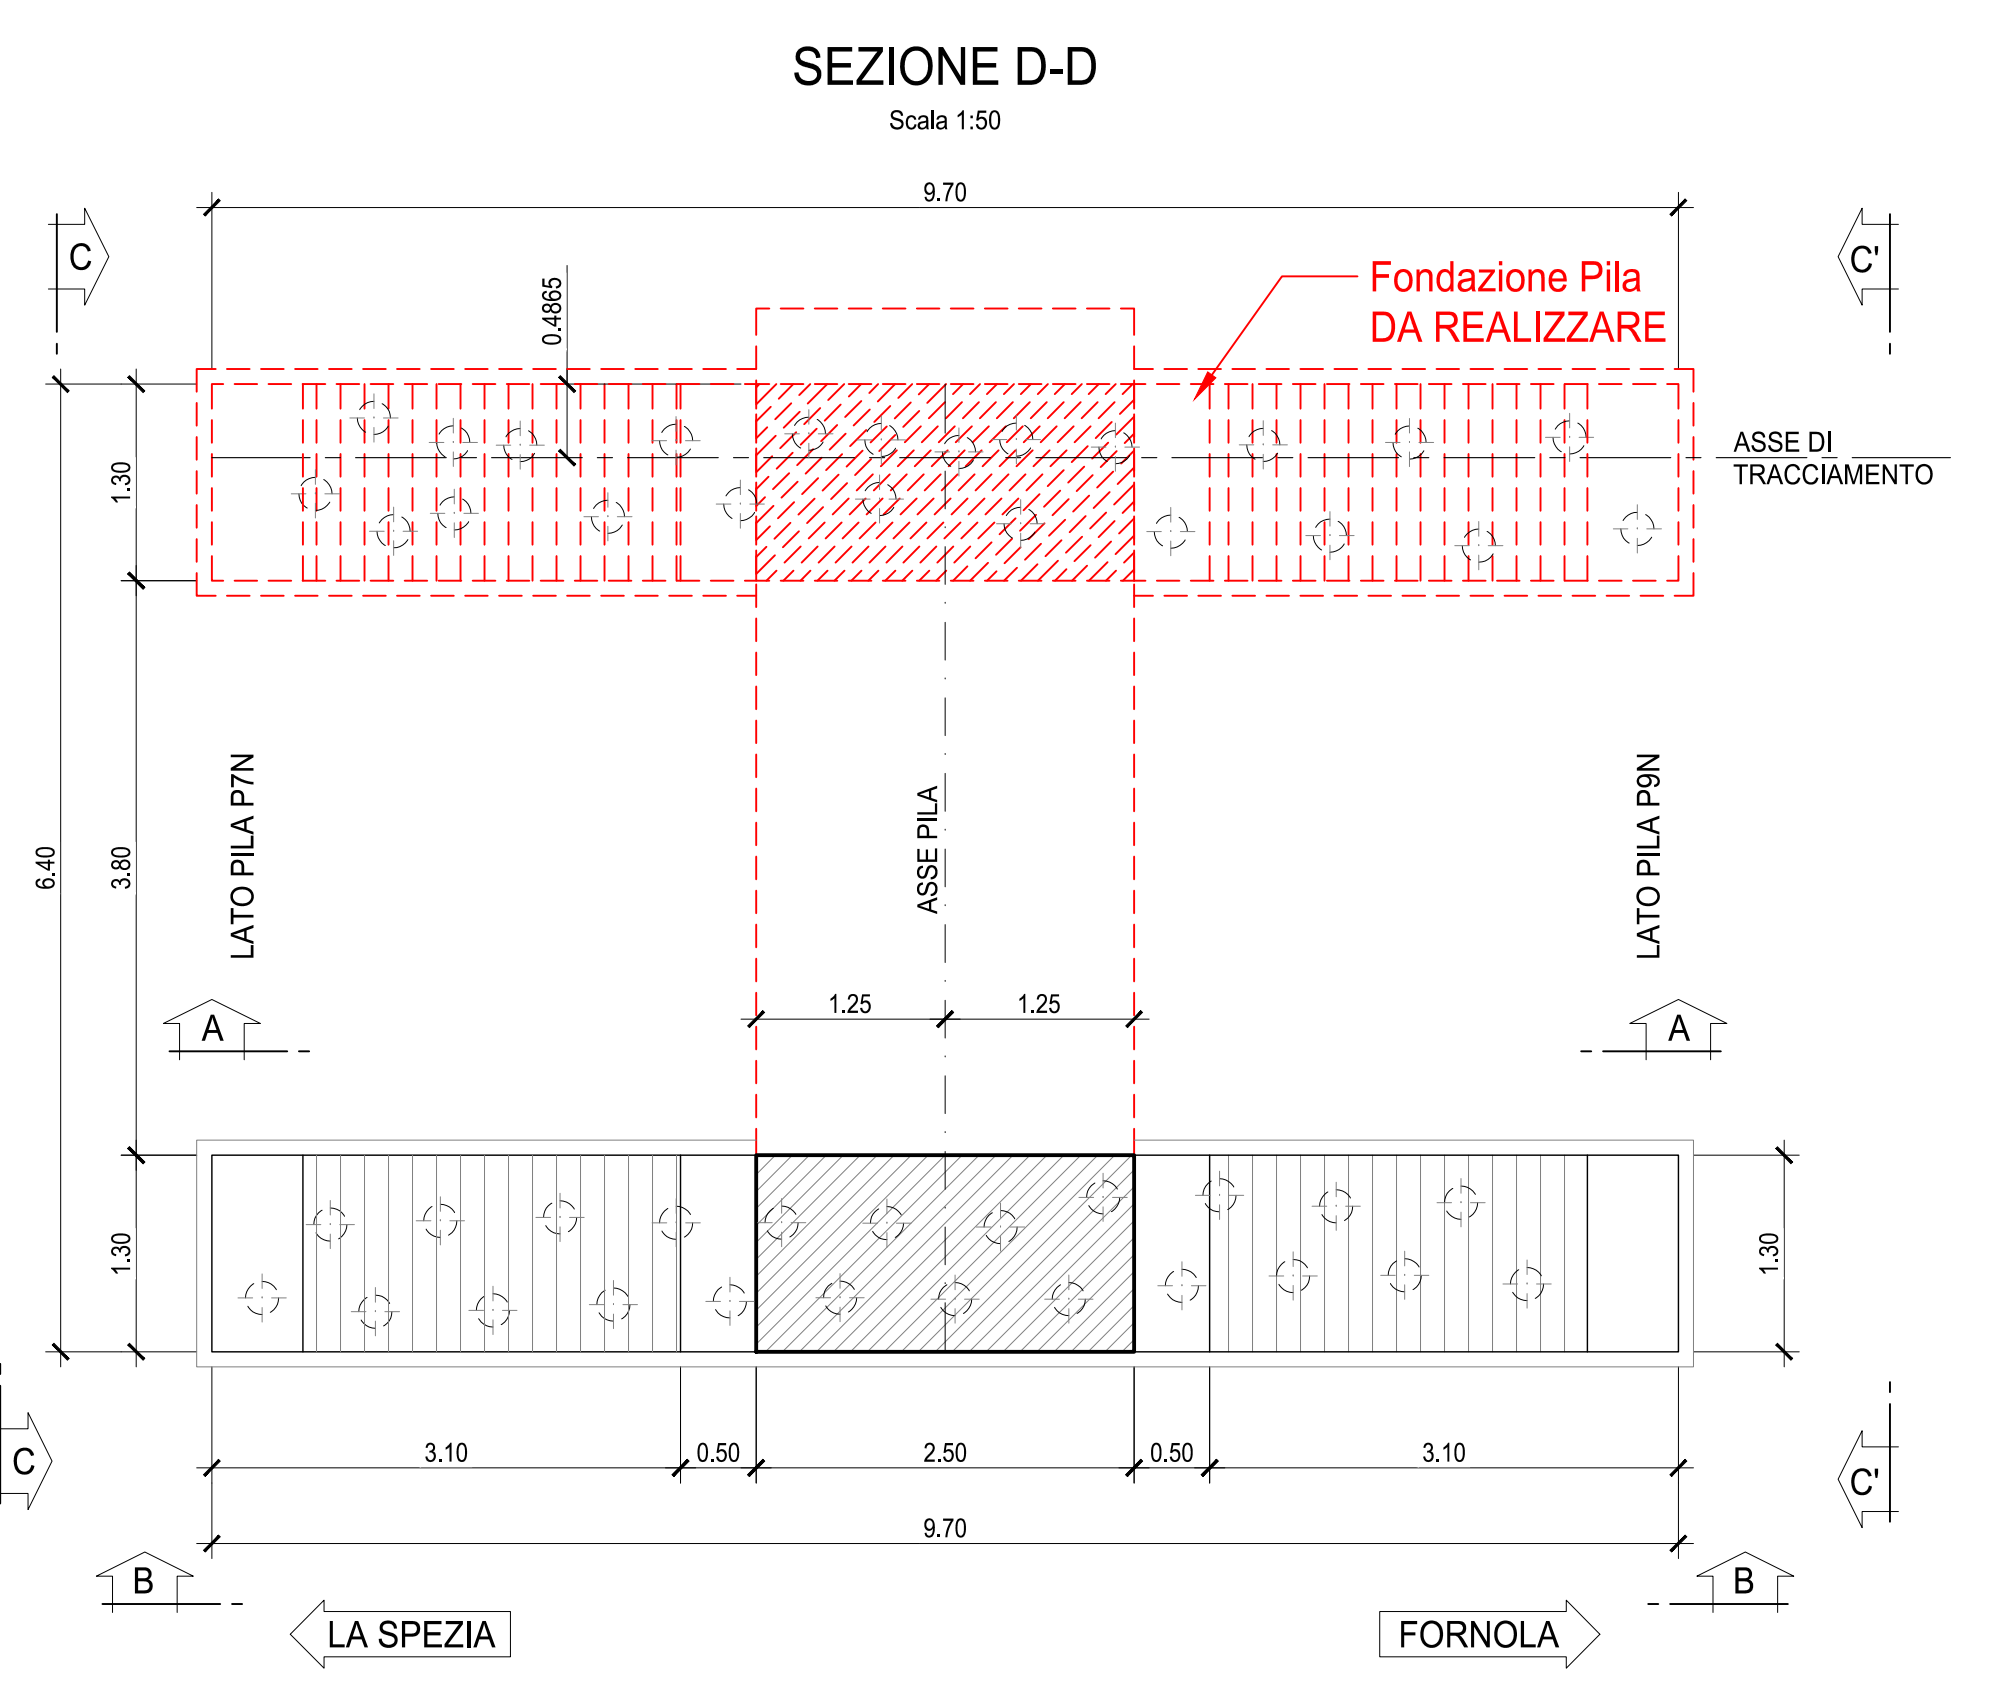 SEZIONE D-D
Scala 1:50
9.70
C
C'
0.4865
Fondazione Pila
DA REALIZZARE
ASSE DI
TRACCIAMENTO
1.30
LATO PILA P7N
LATO PILA P9N
ASSE PILA
6.40
3.80
1.25
1.25
A
A
1.30
1.30
C
3.10
0.50
2.50
0.50
3.10
C'
9.70
B
B
LA SPEZIA
FORNOLA